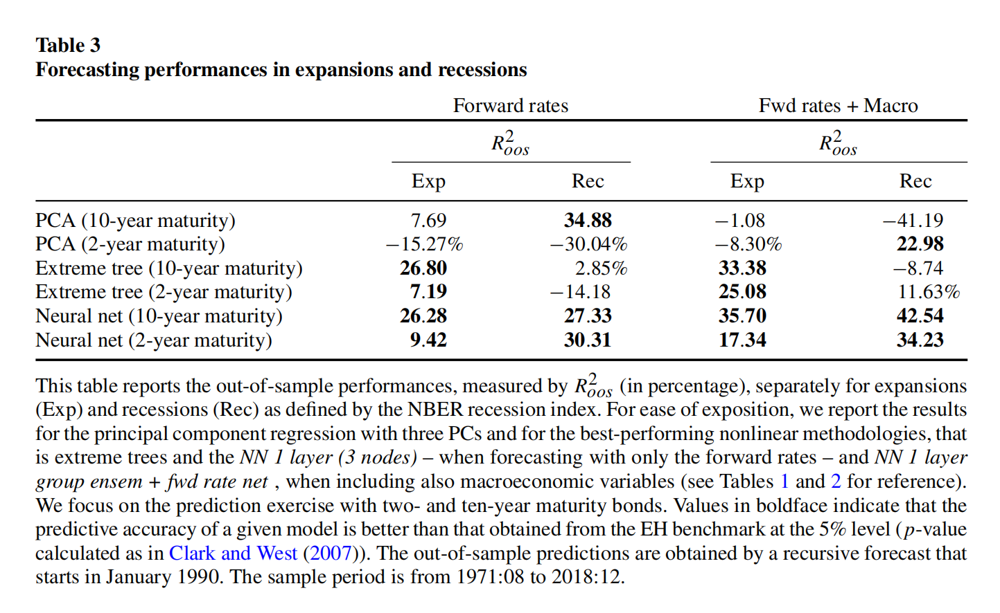 Table 3
Forecasting performances in expansions and recessions
Forward rates Fwd rates + Macro
R²oos R²oos
Exp Rec Exp Rec
PCA (10-year maturity) 7.69 34.88 −1.08 −41.19
PCA (2-year maturity) −15.27% −30.04% −8.30% 22.98
Extreme tree (10-year maturity) 26.80 2.85% 33.38 −8.74
Extreme tree (2-year maturity) 7.19 −14.18 25.08 11.63%
Neural net (10-year maturity) 26.28 27.33 35.70 42.54
Neural net (2-year maturity) 9.42 30.31 17.34 34.23
This table reports the out-of-sample performances, measured by R²oos (in percentage), separately for expansions
(Exp) and recessions (Rec) as defined by the NBER recession index. For ease of exposition, we report the results
for the principal component regression with three PCs and for the best-performing nonlinear methodologies, that
is extreme trees and the NN 1 layer (3 nodes) – when forecasting with only the forward rates – and NN 1 layer
group ensem + fwd rate net , when including also macroeconomic variables (see Tables 1 and 2 for reference).
We focus on the prediction exercise with two- and ten-year maturity bonds. Values in boldface indicate that the
predictive accuracy of a given model is better than that obtained from the EH benchmark at the 5% level (p-value
calculated as in Clark and West (2007)). The out-of-sample predictions are obtained by a recursive forecast that
starts in January 1990. The sample period is from 1971:08 to 2018:12.